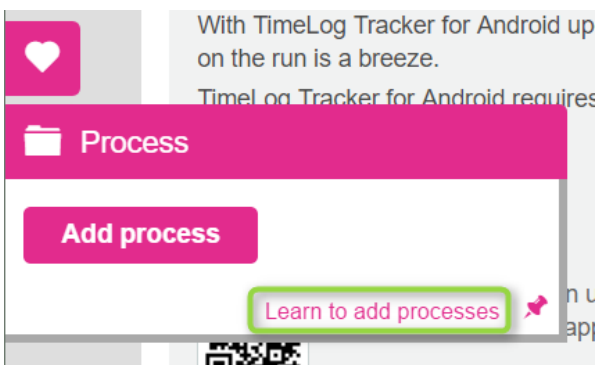 With TimeLog Tracker for Android up
on the run is a breeze.
TimeLog Tracker for Android requires
Process
Add process
Learn to add processes
n u
app